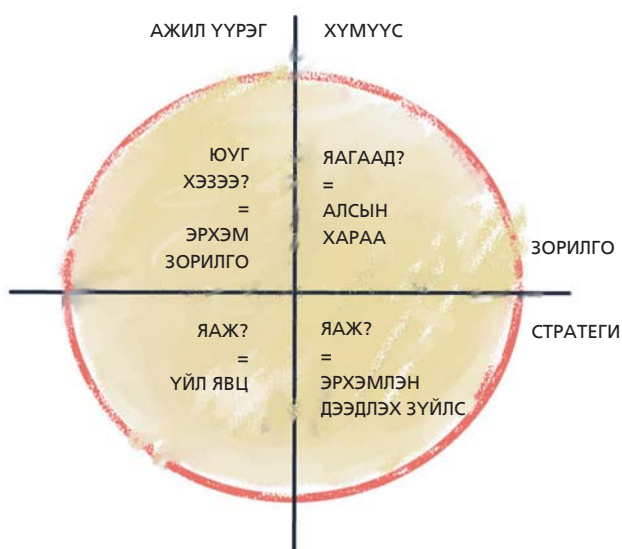 АЖИЛ ҮҮРЭГ
ХҮМҮҮС
ЮУГ
ХЭЗЭЭ?
=
ЭРХЭМ
ЗОРИЛГО
ЯАГААД?
=
АЛСЫН
ХАРАА
ЗОРИЛГО
СТРАТЕГИ
ЯАЖ?
=
ҮЙЛ ЯВЦ
ЯАЖ?
=
ЭРХЭМЛЭН
ДЭЭДЛЭХ ЗҮЙЛС